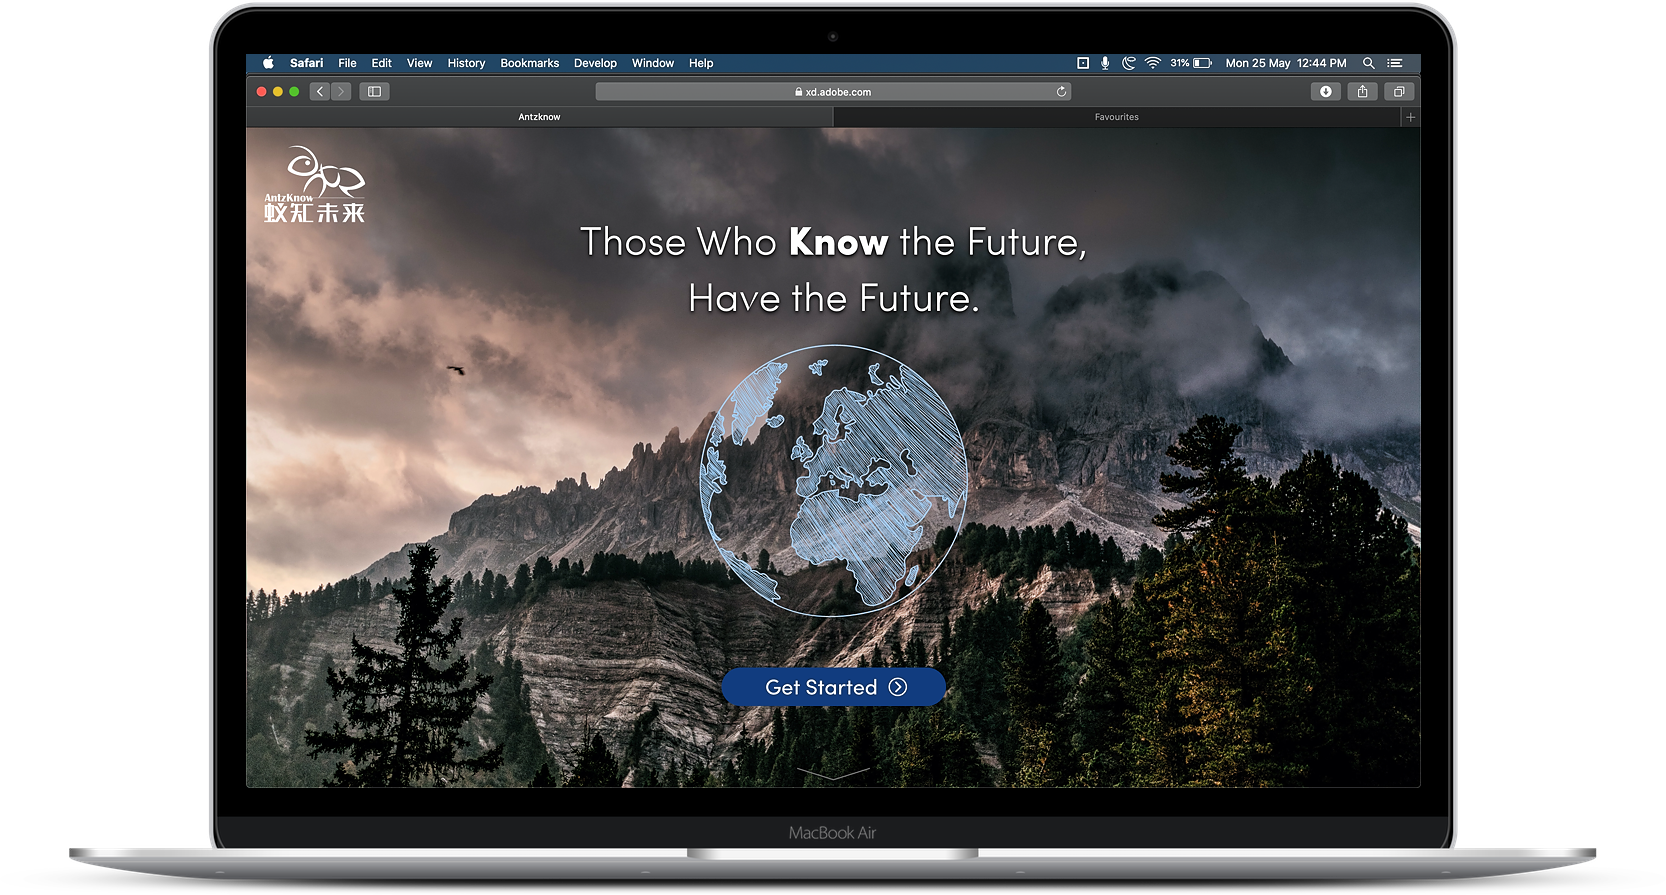 Safari File Edit View History Bookmarks Develop Window Help 31% Mon 25 May 12:44 PM
xd.adobe.com
Antzknow Favourites
AntzKnow
蚁知未来
Those Who Know the Future,
Have the Future.
Get Started
MacBook Air